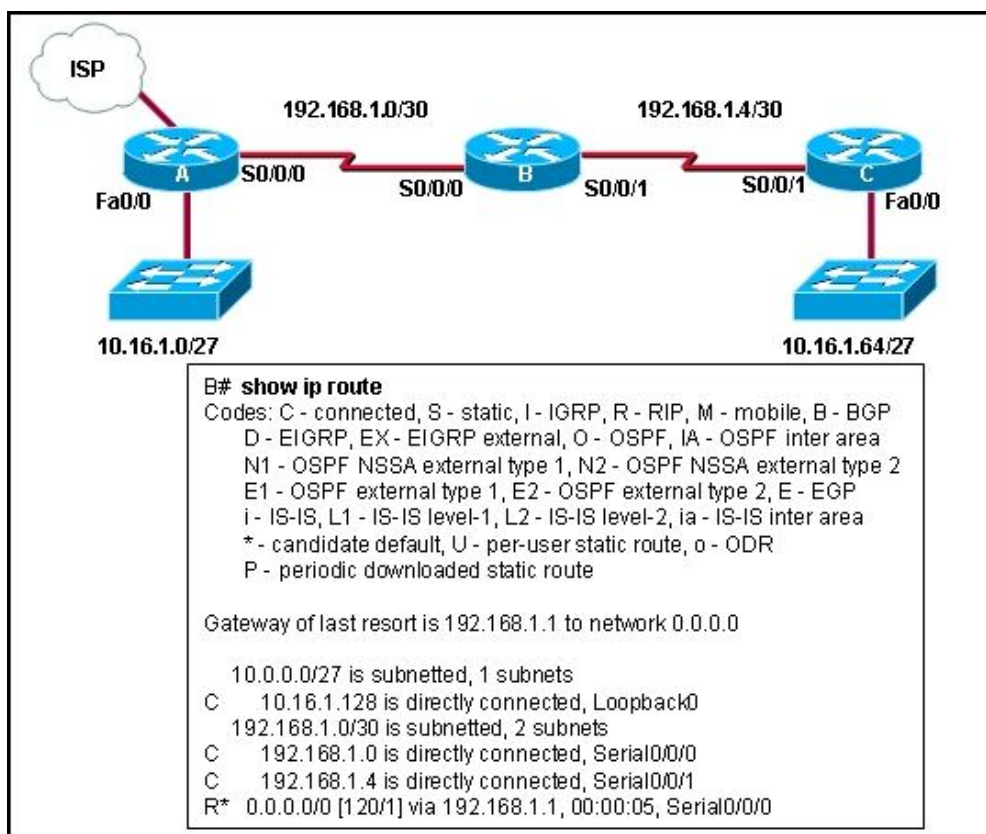 ISP
192.168.1.0/30
192.168.1.4/30
A
S0/0/0
S0/0/0
B
S0/0/1
S0/0/1
C
Fa0/0
Fa0/0
10.16.1.0/27
10.16.1.64/27
B# show ip route
Codes: C - connected, S - static, I - IGRP, R - RIP, M - mobile, B - BGP
D - EIGRP, EX - EIGRP external, O - OSPF, IA - OSPF inter area
N1 - OSPF NSSA external type 1, N2 - OSPF NSSA external type 2
E1 - OSPF external type 1, E2 - OSPF external type 2, E - EGP
i - IS-IS, L1 - IS-IS level-1, L2 - IS-IS level-2, ia - IS-IS inter area
* - candidate default, U - per-user static route, o - ODR
P - periodic downloaded static route
Gateway of last resort is 192.168.1.1 to network 0.0.0.0
10.0.0.0/27 is subnetted, 1 subnets
C 10.16.1.128 is directly connected, Loopback0
192.168.1.0/30 is subnetted, 2 subnets
C 192.168.1.0 is directly connected, Serial0/0/0
C 192.168.1.4 is directly connected, Serial0/0/1
R* 0.0.0.0/0 [120/1] via 192.168.1.1, 00:00:05, Serial0/0/0